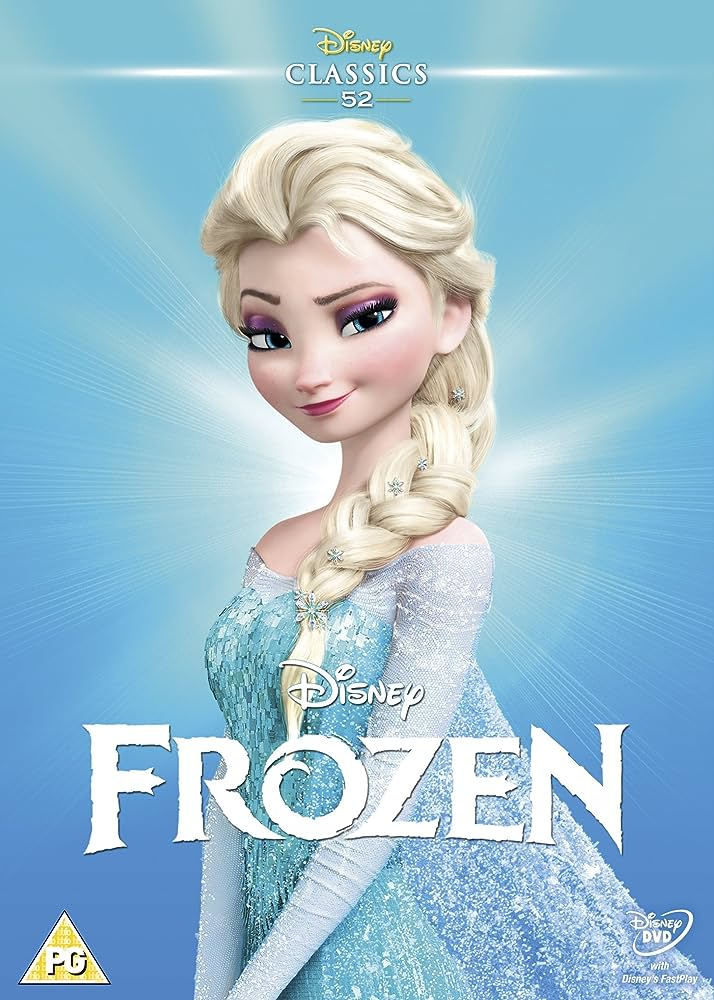 Disney
CLASSICS
52
Disney
FROZEN
PG
Disney
DVD
with
Disney's FastPlay